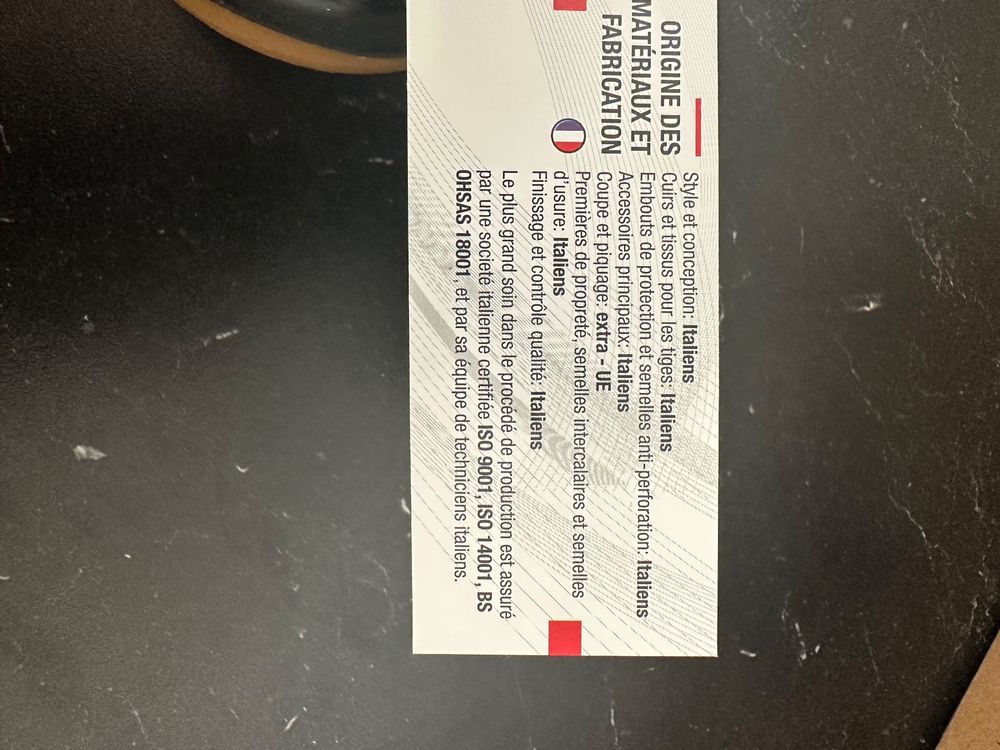 ORIGINE DES
MATÉRIAUX ET
FABRICATION
Style et conception: Italiens
Cuirs et tissus pour les tiges: Italiens
Embouts de protection et semelles anti-perforation: Italiens
Accessoires principaux: Italiens
Coupe et piquage: extra - UE
Premières de propreté, semelles intercalaires et semelles
d'usure: Italiens
Finissage et contrôle qualité: Italiens
Le plus grand soin dans le procédé de production est assuré
par une societé italienne certifiée ISO 9001, ISO 14001, BS
OHSAS 18001, et par sa équipe de techniciens italiens.